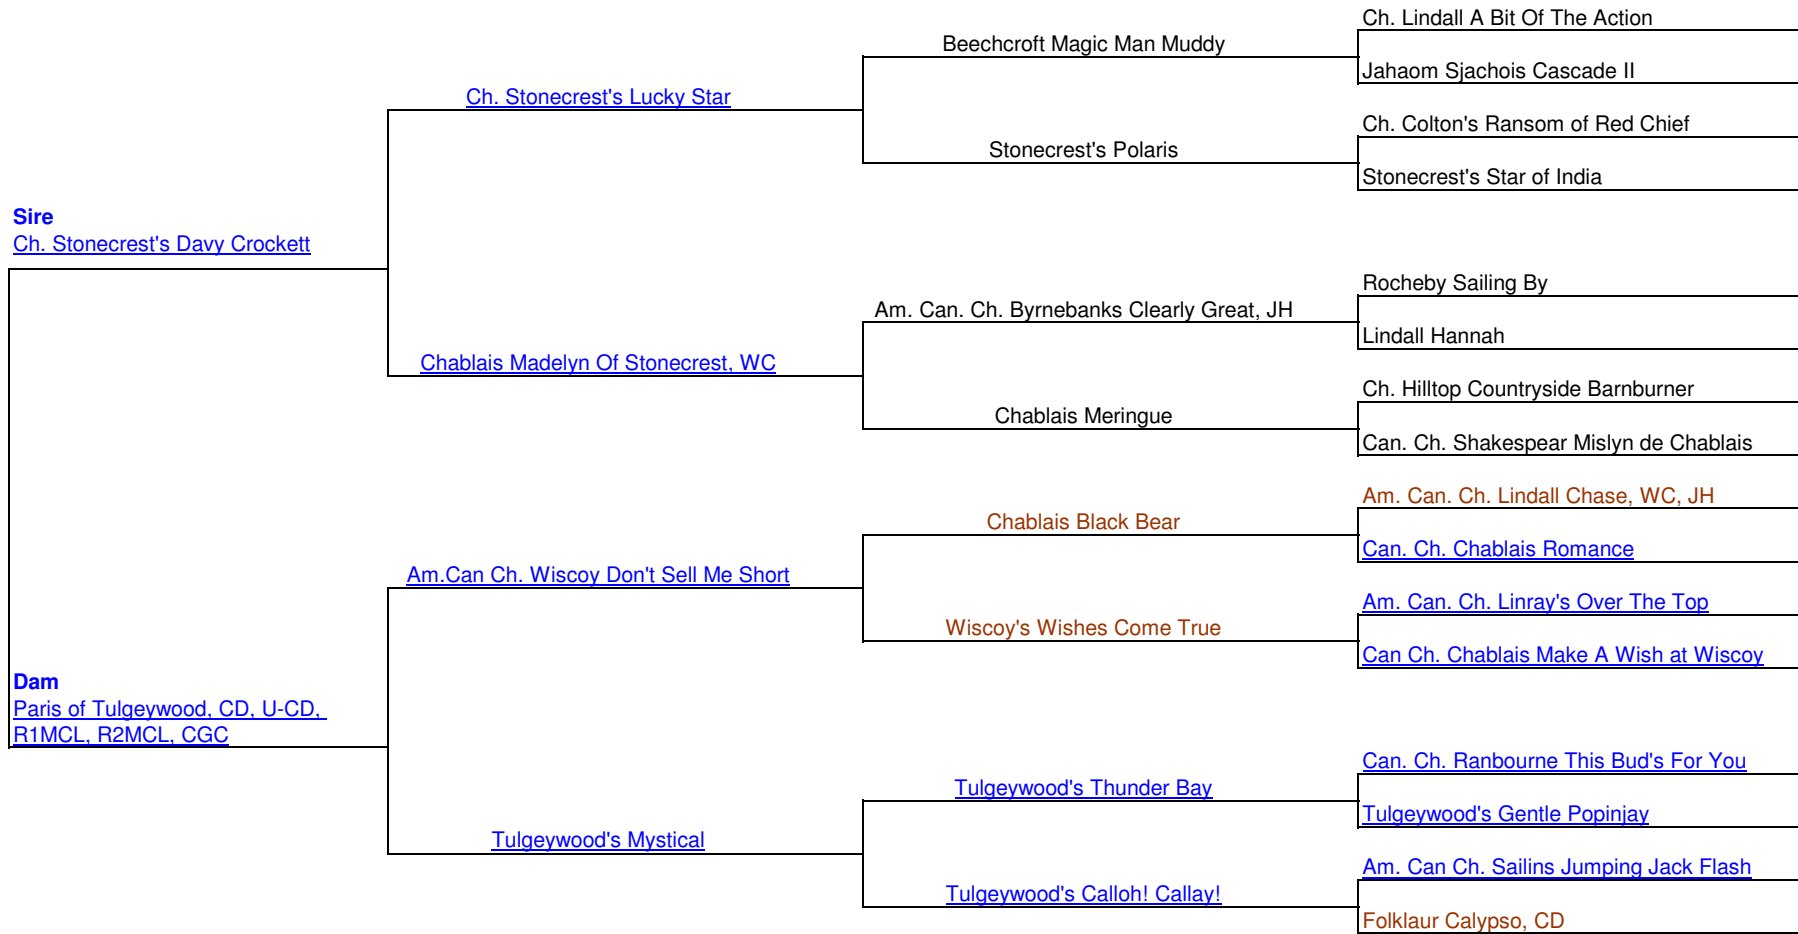 Ch. Lindall A Bit Of The Action
Beechcroft Magic Man Muddy
Jahaom Sjachois Cascade II
Ch. Stonecrest's Lucky Star
Ch. Colton's Ransom of Red Chief
Stonecrest's Polaris
Stonecrest's Star of India
Sire
Ch. Stonecrest's Davy Crockett
Rocheby Sailing By
Am. Can. Ch. Byrnebanks Clearly Great, JH
Lindall Hannah
Chablais Madelyn Of Stonecrest, WC
Ch. Hilltop Countryside Barnburner
Chablais Meringue
Can. Ch. Shakespear Mislyn de Chablais
Am. Can. Ch. Lindall Chase, WC, JH
Chablais Black Bear
Can. Ch. Chablais Romance
Am.Can Ch. Wiscoy Don't Sell Me Short
Am. Can. Ch. Linray's Over The Top
Wiscoy's Wishes Come True
Can Ch. Chablais Make A Wish at Wiscoy
Dam
Paris of Tulgeywood, CD, U-CD,
R1MCL, R2MCL, CGC
Can. Ch. Ranbourne This Bud's For You
Tulgeywood's Thunder Bay
Tulgeywood's Gentle Popinjay
Tulgeywood's Mystical
Am. Can Ch. Sailins Jumping Jack Flash
Tulgeywood's Calloh! Callay!
Folklaur Calypso, CD